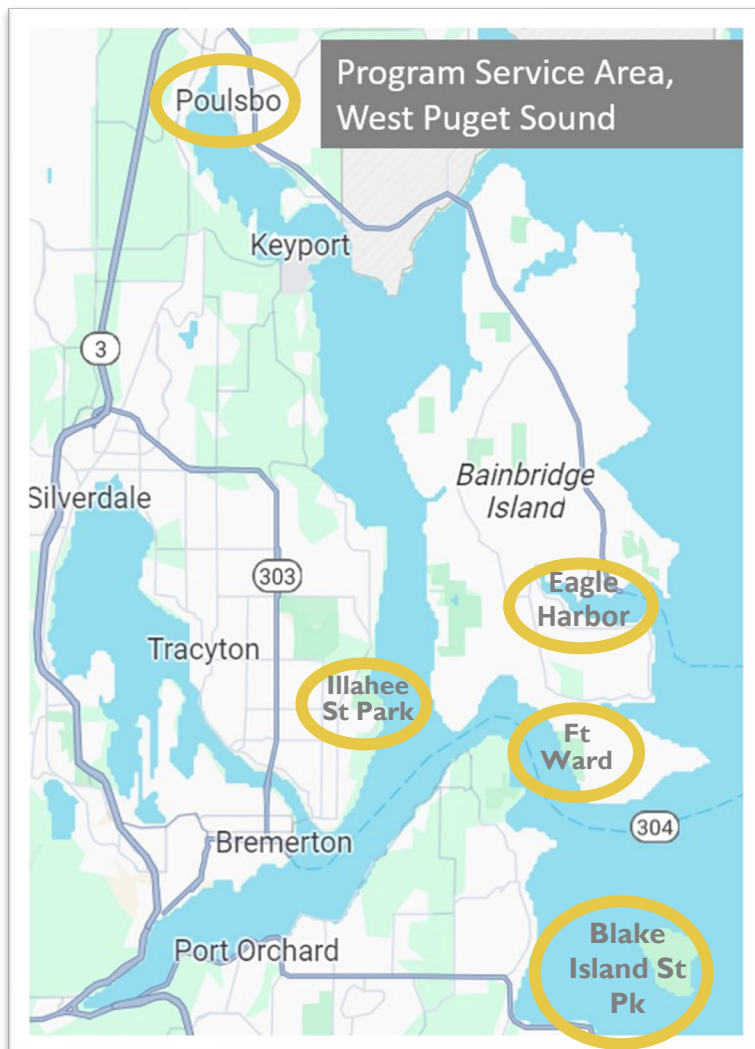 Program Service Area,
West Puget Sound
Poulsbo
Keyport
3
Bainbridge
Island
Silverdale
303
Eagle
Harbor
Tracyton
Illahee
St Park
Ft
Ward
304
Bremerton
Port Orchard
Blake
Island St
Pk